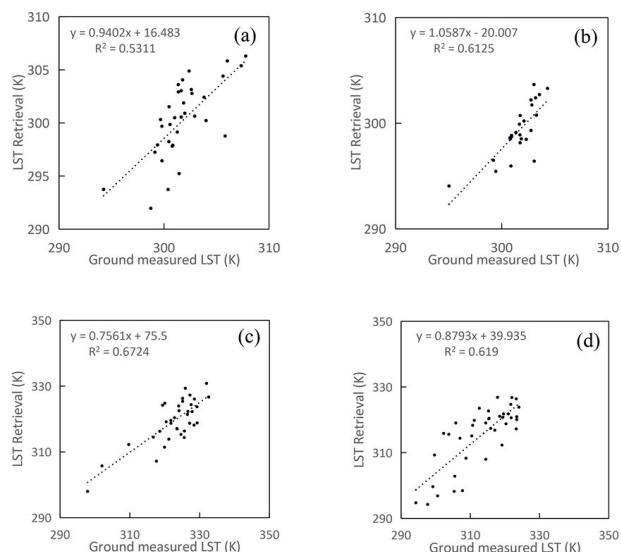 y = 0.9402x + 16.483
R² = 0.5311
(a)
310
305
300
295
290
290
300
310
LST Retrieval (K)
Ground measured LST (K)
y = 1.0587x - 20.007
R² = 0.6125
(b)
310
300
290
290
300
310
LST Retrieval (K)
Ground measured LST (K)
y = 0.7561x + 75.5
R² = 0.6724
(c)
350
330
310
290
290
310
330
350
LST Retrieval (K)
Ground measured LST (K)
y = 0.8793x + 39.935
R² = 0.619
(d)
350
330
310
290
290
310
330
350
LST Retrieval (K)
Ground measured LST (K)